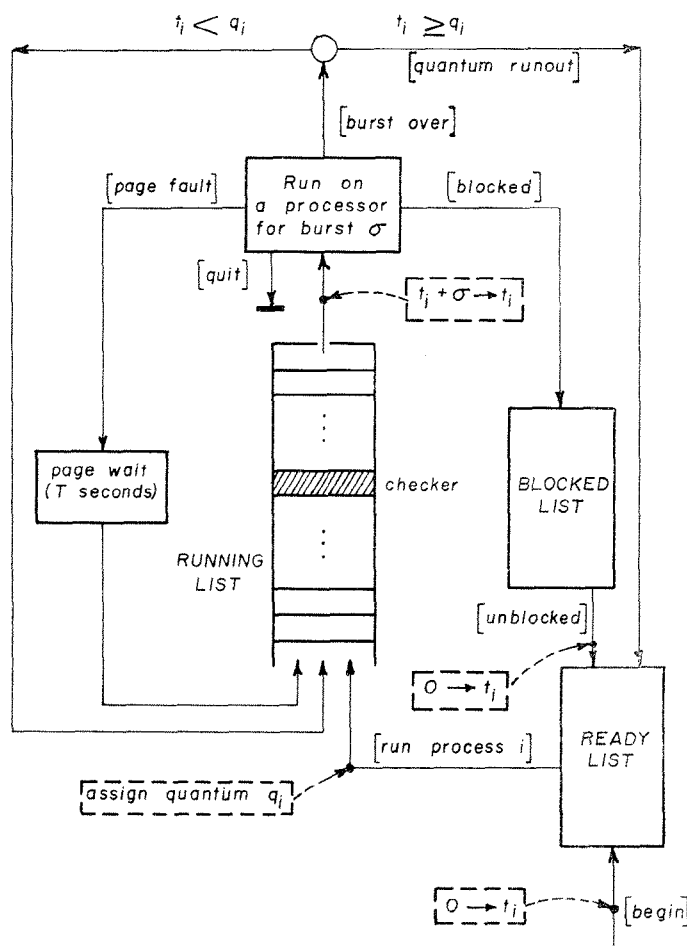 t_i < q_i
t_i ≥ q_i
[quantum runout]
[burst over]
[page fault]
Run on
a processor
for burst σ
[blocked]
[quit]
t_i + σ → t_i
page wait
(T seconds)
checker
BLOCKED
LIST
RUNNING
LIST
[unblocked]
0 → t_i
[run process i]
READY
LIST
assign quantum q_i
0 → t_i
[begin]